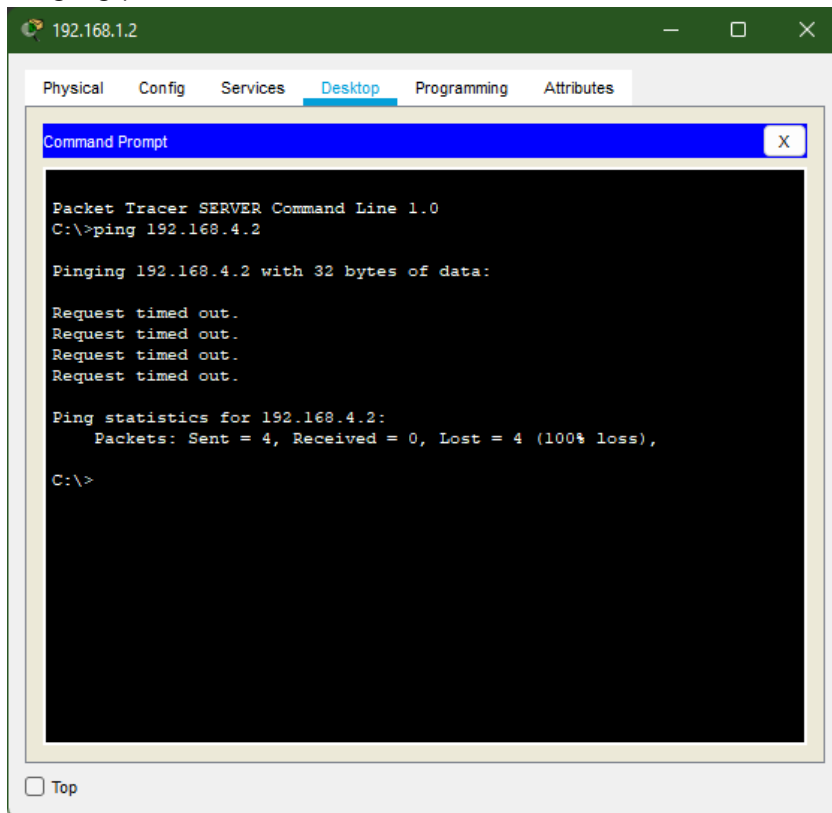 192.168.1.2
Physical Config Services Desktop Programming Attributes
Command Prompt
X
Packet Tracer SERVER Command Line 1.0
C:\>ping 192.168.4.2
Pinging 192.168.4.2 with 32 bytes of data:
Request timed out.
Request timed out.
Request timed out.
Request timed out.
Ping statistics for 192.168.4.2:
Packets: Sent = 4, Received = 0, Lost = 4 (100% loss),
C:\>
Top